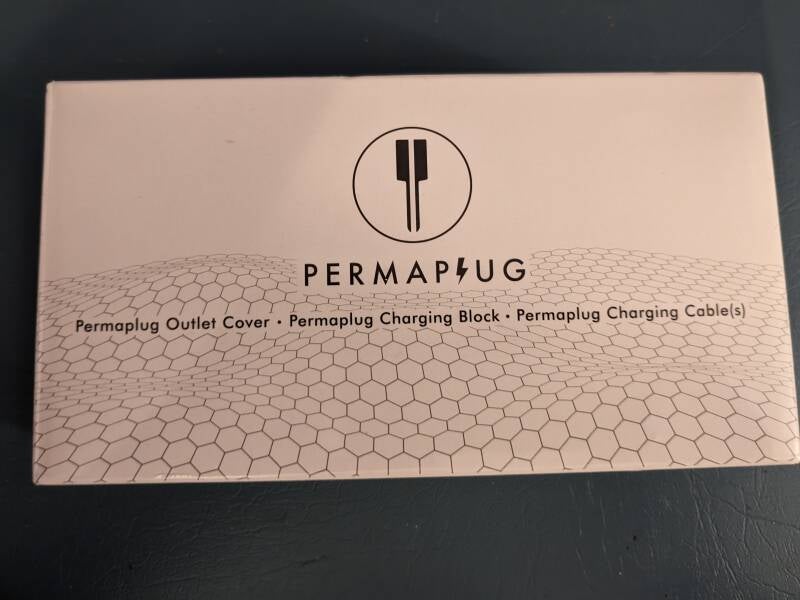 PERMAPLUG
Permaplug Outlet Cover • Permaplug Charging Block • Permaplug Charging Cable(s)